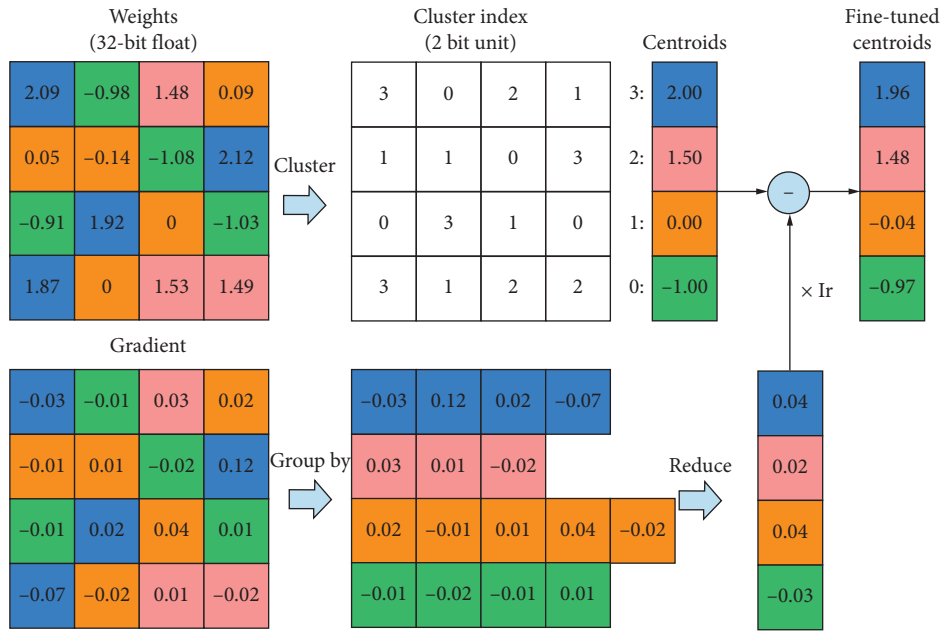 Weights
(32-bit float)
Cluster index
(2 bit unit)
Centroids
Fine-tuned
centroids
2.09 –0.98 1.48 0.09
0.05 –0.14 –1.08 2.12
–0.91 1.92 0 –1.03
1.87 0 1.53 1.49
Cluster
3 0 2 1
1 1 0 3
0 3 1 0
3 1 2 2
3: 2.00
2: 1.50
1: 0.00
0: –1.00
–
× Ir
1.96
1.48
–0.04
–0.97
Gradient
–0.03 –0.01 0.03 0.02
–0.01 0.01 –0.02 0.12
–0.01 0.02 0.04 0.01
–0.07 –0.02 0.01 –0.02
Group by
–0.03 0.12 0.02 –0.07
0.03 0.01 –0.02
0.02 –0.01 0.01 0.04 –0.02
–0.01 –0.02 –0.01 0.01
Reduce
0.04
0.02
0.04
–0.03